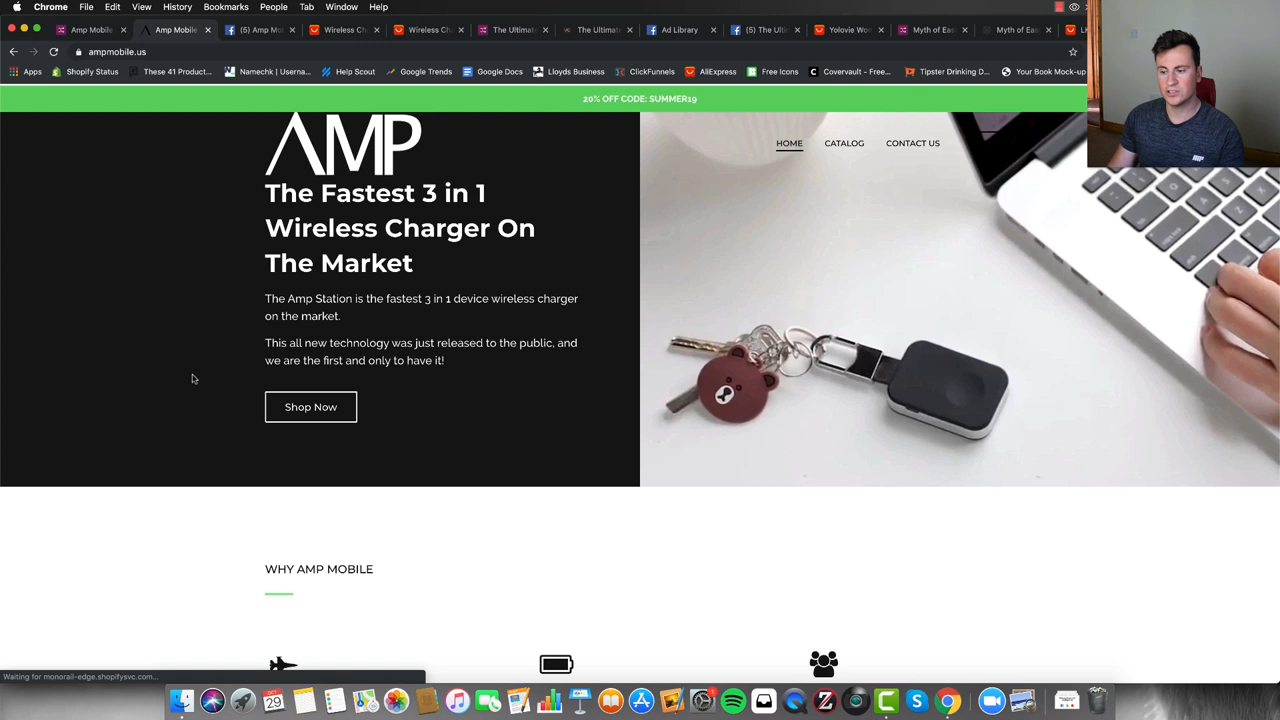 Chrome File Edit View History Bookmarks People Tab Window Help
Amp Mobile
Amp Mobile
(5) Amp Mo
Wireless Ch
Wireless Ch
The Ultimat
The Ultimat
Ad Library
(5) The Ult
Yolovie Wo
Myth of Eas
Myth of Eas
ampmobile.us
Apps Shopify Status These 41 Product... Namechk | Userna... Help Scout Google Trends Google Docs Lloyds Business ClickFunnels AliExpress Free Icons Covervault - Free... Tipster Drinking D... Your Book Mock-up
20% OFF CODE: SUMMER19
AMP
HOME CATALOG CONTACT US
The Fastest 3 in 1
Wireless Charger On
The Market
The Amp Station is the fastest 3 in 1 device wireless charger
on the market.
This all new technology was just released to the public, and
we are the first and only to have it!
Shop Now
WHY AMP MOBILE
Waiting for monorail-edge.shopifysvc.com...
OCT
29